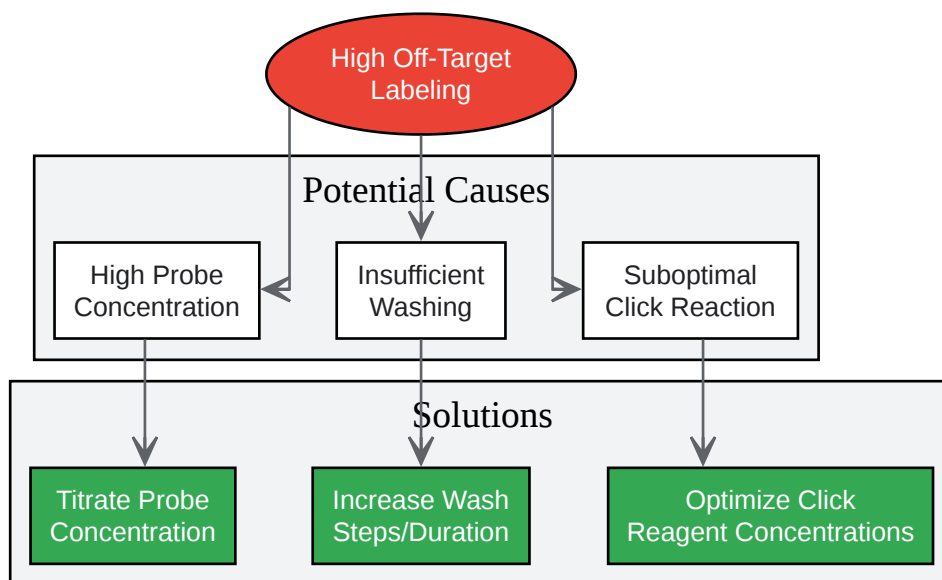 High Off-Target
Labeling
Potential Causes
High Probe
Concentration
Insufficient
Washing
Suboptimal
Click Reaction
Solutions
Titrate Probe
Concentration
Increase Wash
Steps/Duration
Optimize Click
Reagent Concentrations